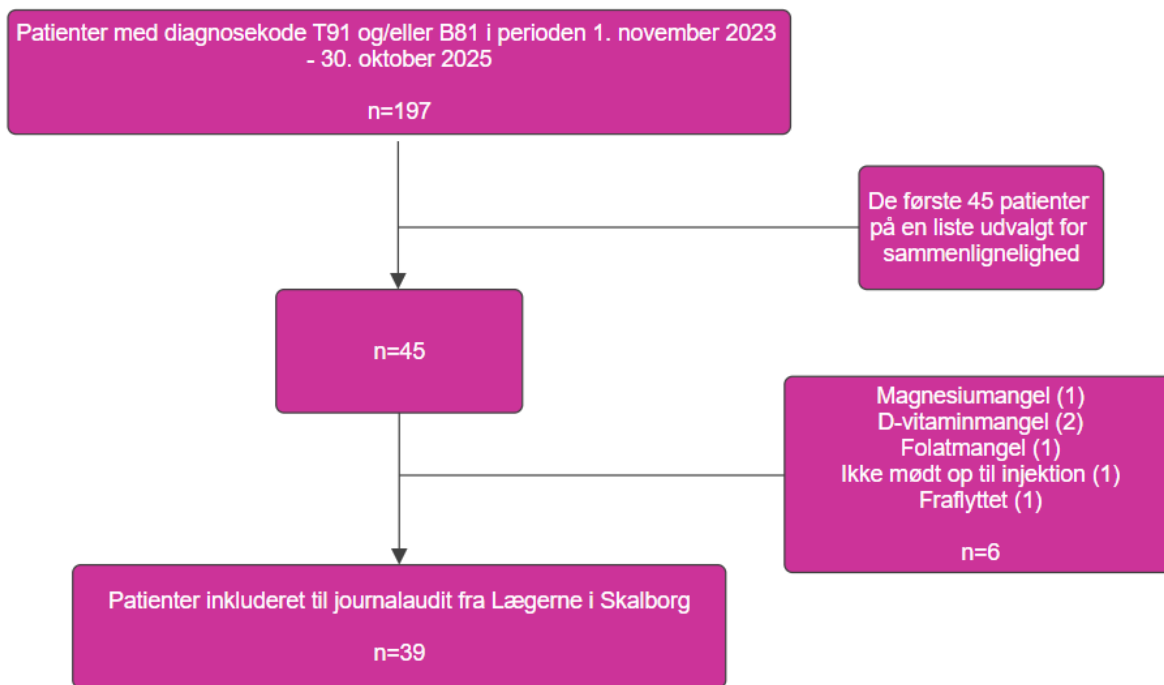 Patienter med diagnosekode T91 og/eller B81 i perioden 1. november 2023
- 30. oktober 2025
n=197
De første 45 patienter
på en liste udvalgt for
sammenlignelighed
n=45
Magnesiumangel (1)
D-vitaminmangel (2)
Folatmangel (1)
Ikke mødt op til injektion (1)
Fraflyttet (1)
n=6
Patienter inkluderet til journalaudit fra Lægerne i Skalborg
n=39